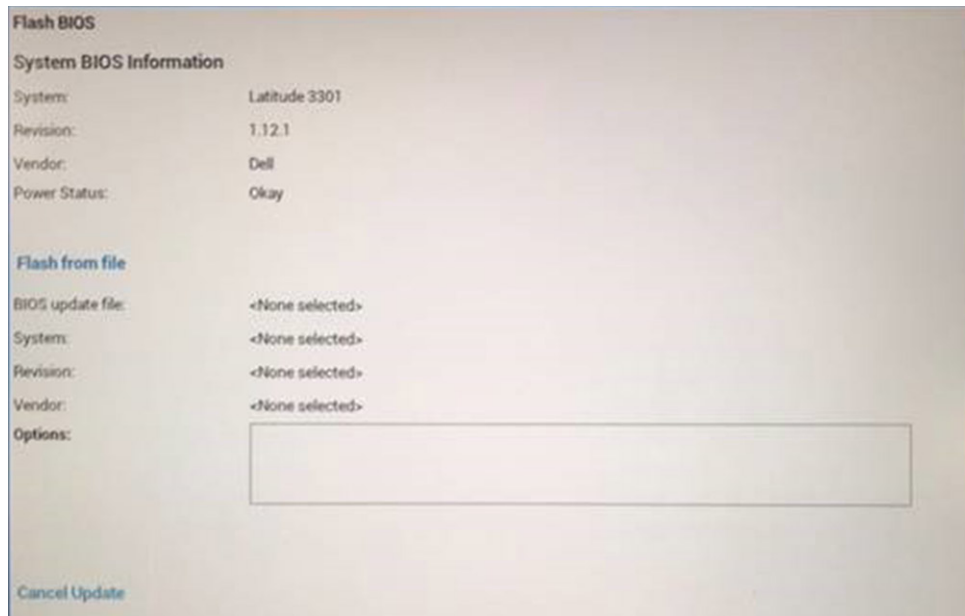 Flash BIOS
System BIOS Information
System: Latitude 3301
Revision: 1.12.1
Vendor: Dell
Power Status: Okay
Flash from file
BIOS update file: <None selected>
System: <None selected>
Revision: <None selected>
Vendor: <None selected>
Options:
Cancel Update